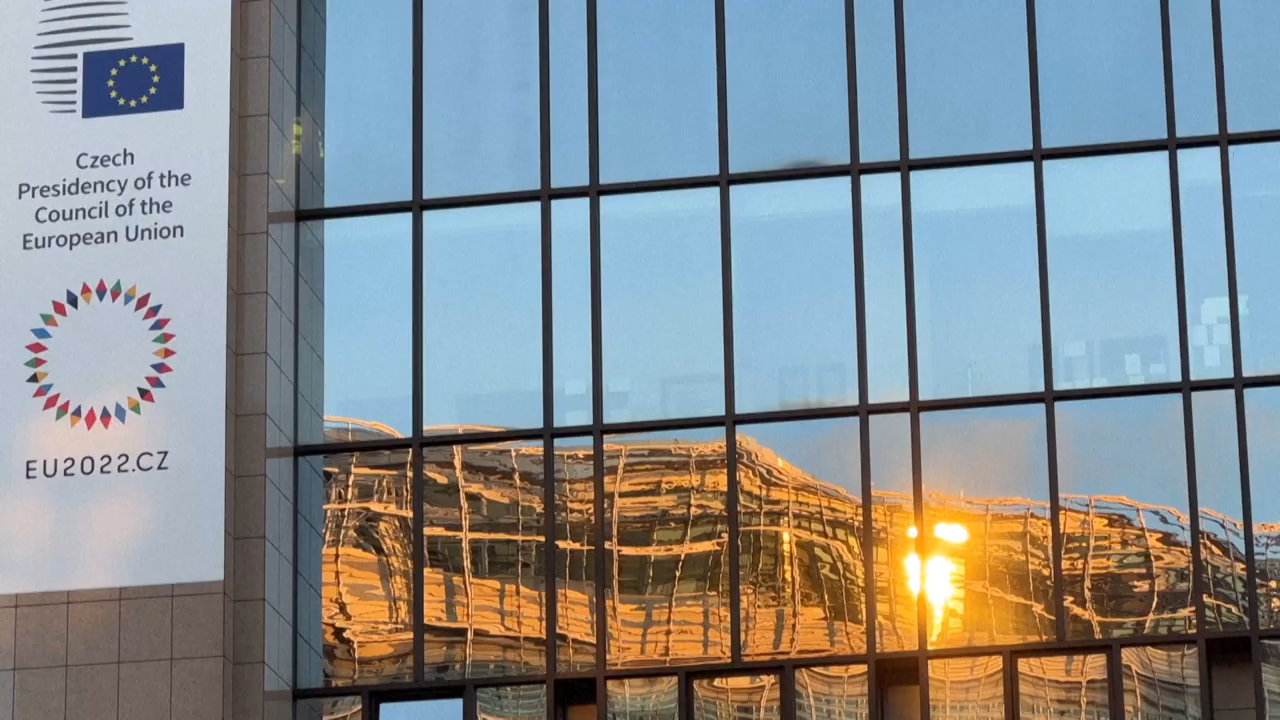 Czech
Presidency of the
Council of the
European Union
EU2022.CZ